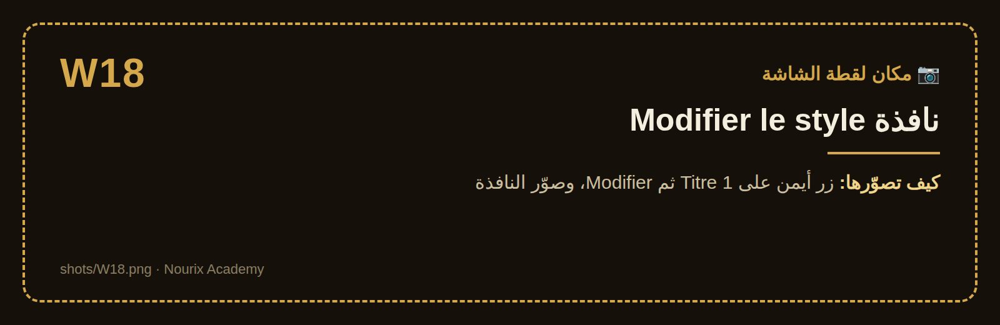 W18
📷 مكان لقطة الشاشة
نافذة Modifier le style
كيف تصوّرها: زر أيمن على Titre 1 ثم Modifier، وصوّر النافذة
shots/W18.png · Nourix Academy